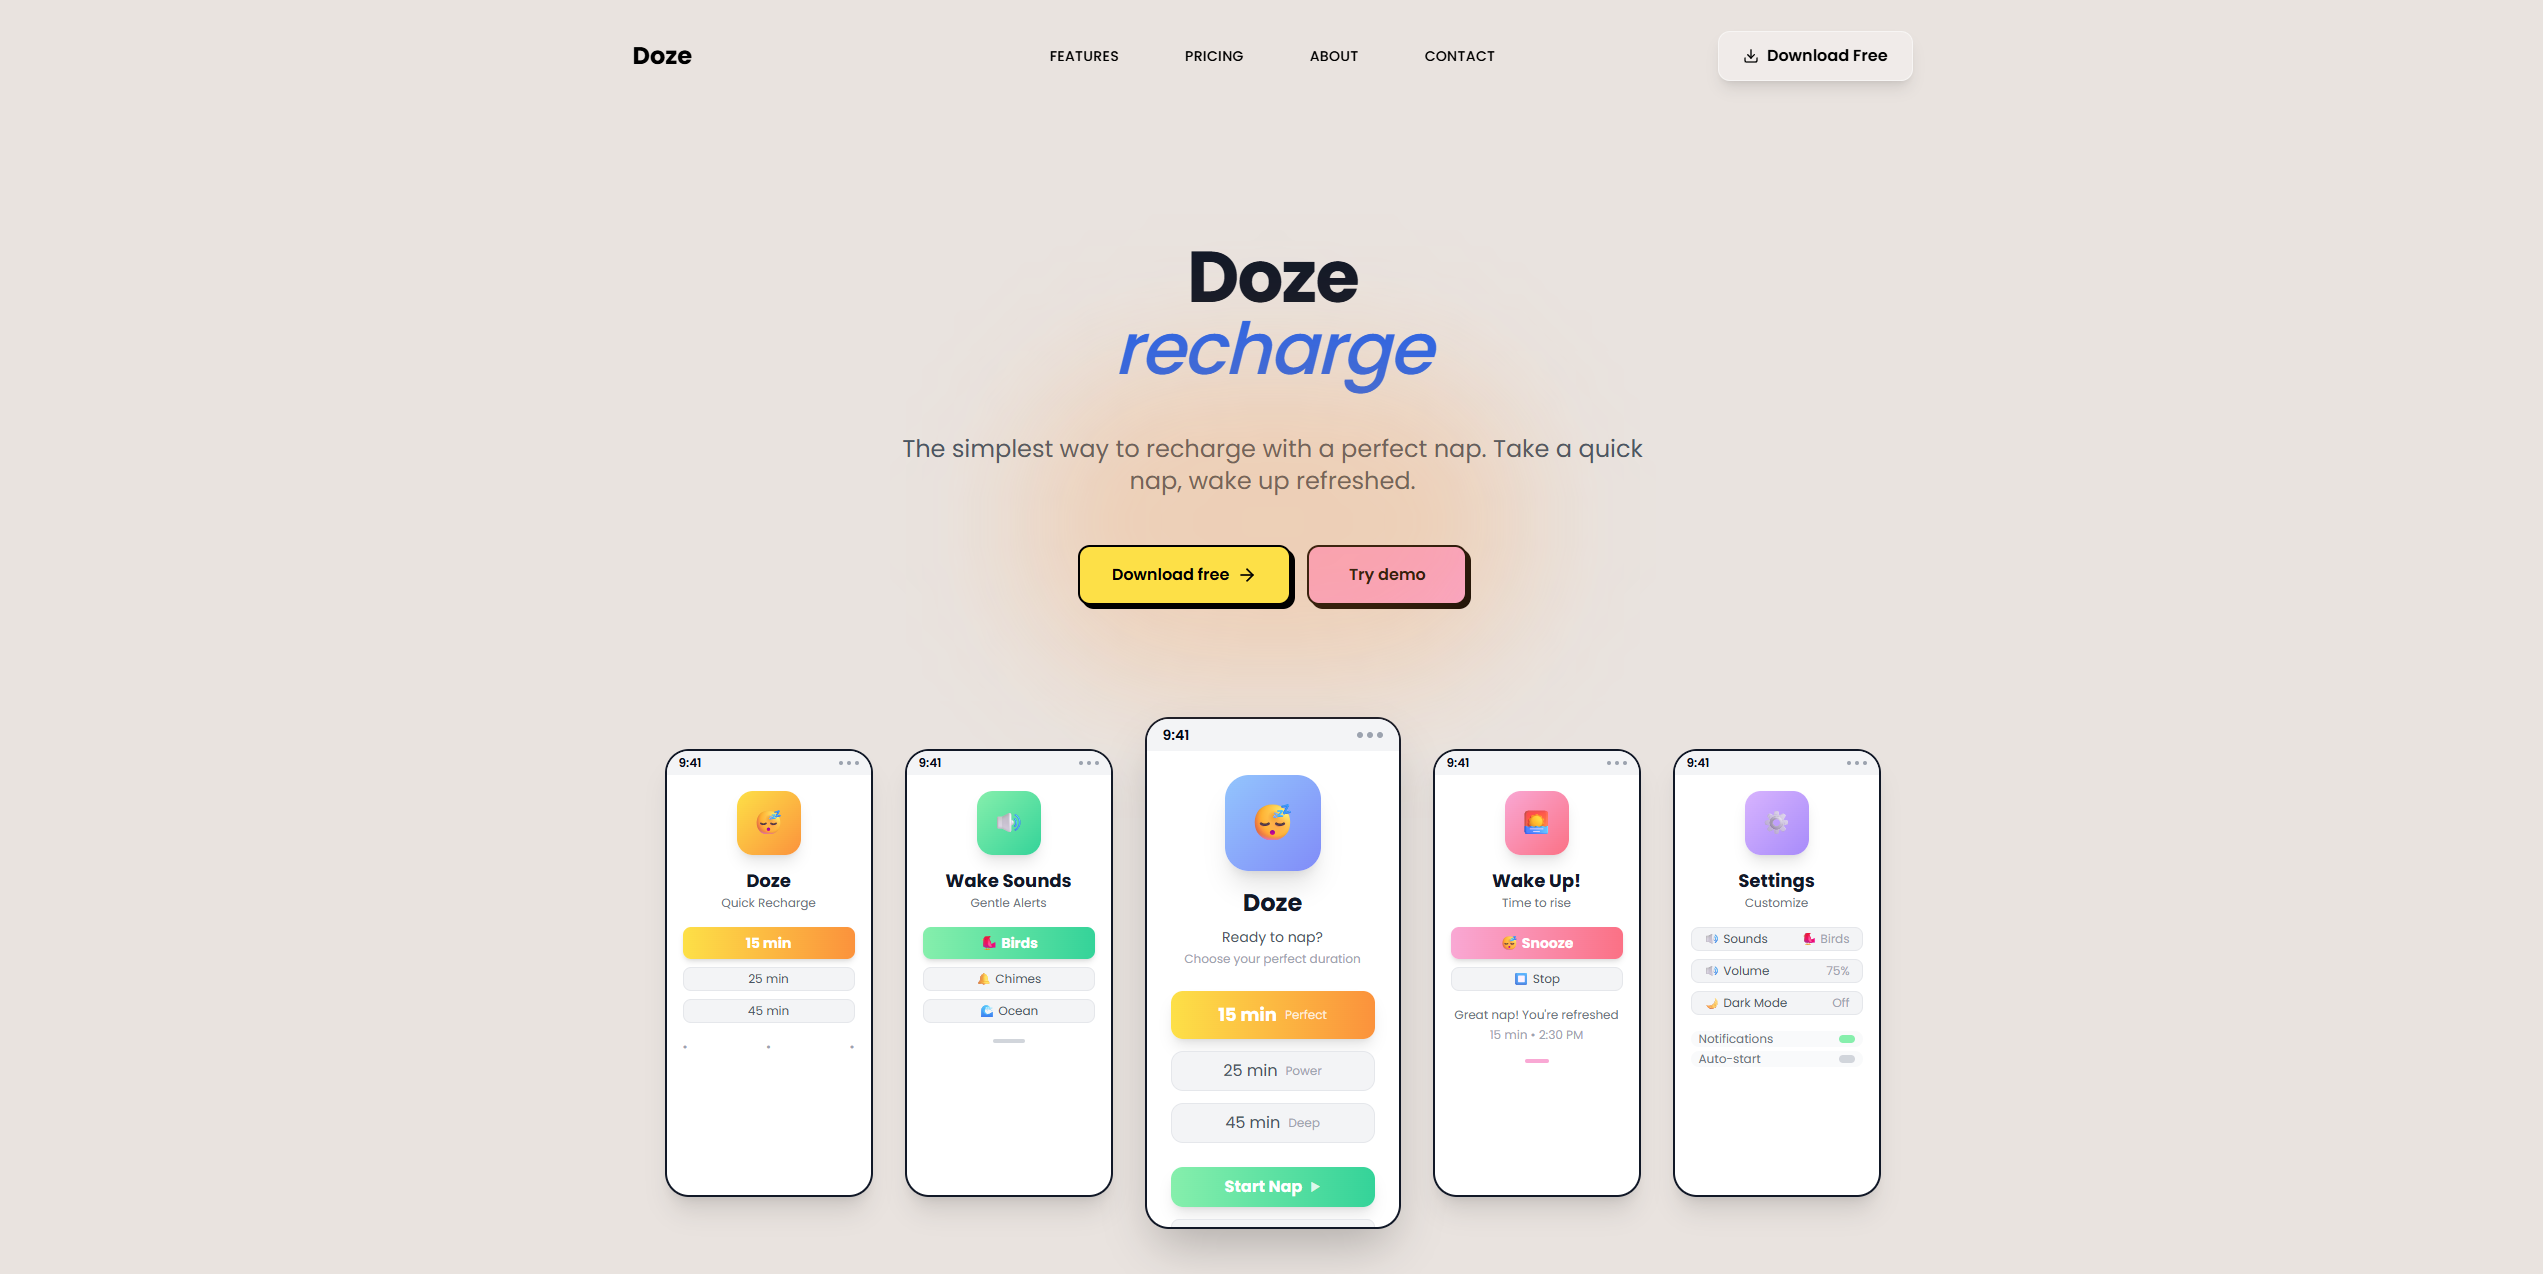 Doze
FEATURES
PRICING
ABOUT
CONTACT
Download Free
Doze
recharge
The simplest way to recharge with a perfect nap. Take a quick
nap, wake up refreshed.
Download free →
Try demo
9:41
Doze
Quick Recharge
15 min
25 min
45 min
9:41
Wake Sounds
Gentle Alerts
Birds
Chimes
Ocean
9:41
Doze
Ready to nap?
Choose your perfect duration
15 min Perfect
25 min Power
45 min Deep
Start Nap
9:41
Wake Up!
Time to rise
Snooze
Stop
Great nap! You're refreshed
15 min • 2:30 PM
9:41
Settings
Customize
Sounds Birds
Volume 75%
Dark Mode Off
Notifications
Auto-start